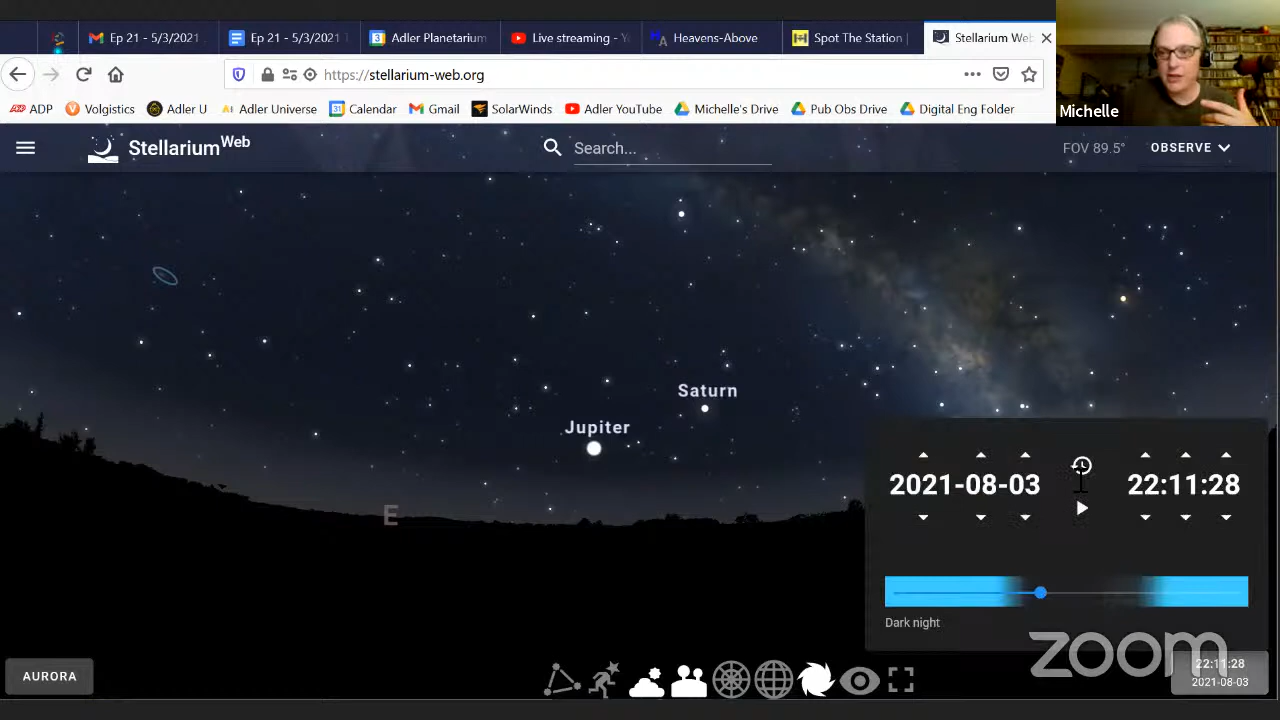 Ep 21 - 5/3/2021
Ep 21 - 5/3/2021
Adler Planetarium
Live streaming - Y
Heavens-Above
Spot The Station |
Stellarium Web
https://stellarium-web.org
ADP
Volgistics
Adler U
Adler Universe
Calendar
Gmail
SolarWinds
Adler YouTube
Michelle's Drive
Pub Obs Drive
Digital Eng Folder
Michelle
StellariumWeb
Search...
FOV 89.5°
OBSERVE
Saturn
Jupiter
E
2021-08-03
22:11:28
Dark night
zoom
AURORA
22:11:28
2021-08-03